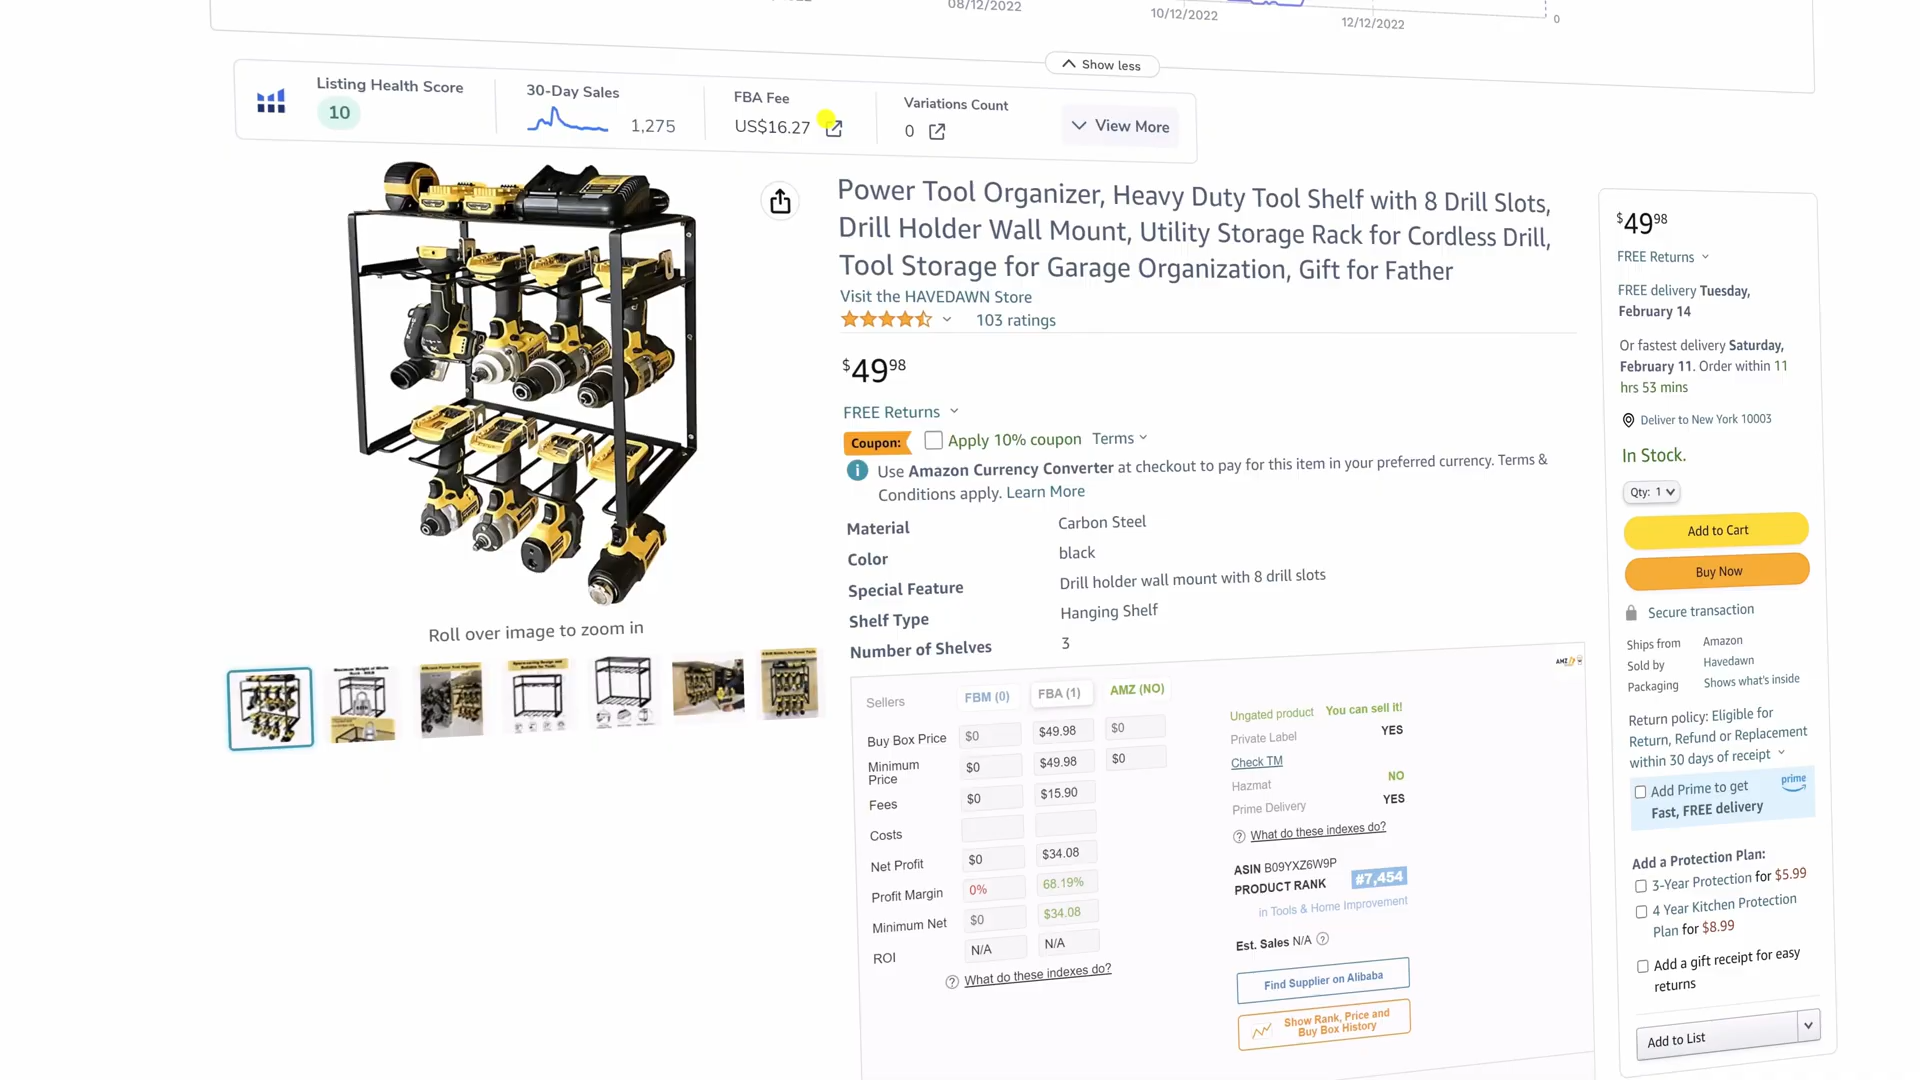 08/12/2022
10/12/2022
12/12/2022
0
Show less
Listing Health Score
10
30-Day Sales
1,275
FBA Fee
US$16.27
Variations Count
0
View More
Power Tool Organizer, Heavy Duty Tool Shelf with 8 Drill Slots,
Drill Holder Wall Mount, Utility Storage Rack for Cordless Drill,
Tool Storage for Garage Organization, Gift for Father
Visit the HAVEDAWN Store
103 ratings
$49 98
FREE Returns
Coupon: Apply 10% coupon Terms
Use Amazon Currency Converter at checkout to pay for this item in your preferred currency. Terms &
Conditions apply. Learn More
Material Carbon Steel
Color black
Special Feature Drill holder wall mount with 8 drill slots
Shelf Type Hanging Shelf
Number of Shelves 3
Roll over image to zoom in
Sellers FBM (0) FBA (1) AMZ (NO)
Buy Box Price $0 $49.98 $0
Minimum
Price $0 $49.98 $0
Fees $0 $15.90
Costs
Net Profit $0 $34.08
Profit Margin 0% 68.19%
Minimum Net $0 $34.08
ROI N/A N/A
What do these indexes do?
Ungated product You can sell it!
Private Label YES
Check TM
Hazmat NO
Prime Delivery YES
What do these indexes do?
ASIN B09YXZ6W9P
PRODUCT RANK #7,454
in Tools & Home Improvement
Est. Sales N/A
Find Supplier on Alibaba
Show Rank, Price and
Buy Box History
$49 98
FREE Returns
FREE delivery Tuesday,
February 14
Or fastest delivery Saturday,
February 11. Order within 11
hrs 53 mins
Deliver to New York 10003
In Stock.
Qty: 1
Add to Cart
Buy Now
Secure transaction
Ships from Amazon
Sold by Havedawn
Packaging Shows what's inside
Return policy: Eligible for
Return, Refund or Replacement
within 30 days of receipt
Add Prime to get prime
Fast, FREE delivery
Add a Protection Plan:
3-Year Protection for $5.99
4 Year Kitchen Protection
Plan for $8.99
Add a gift receipt for easy
returns
Add to List